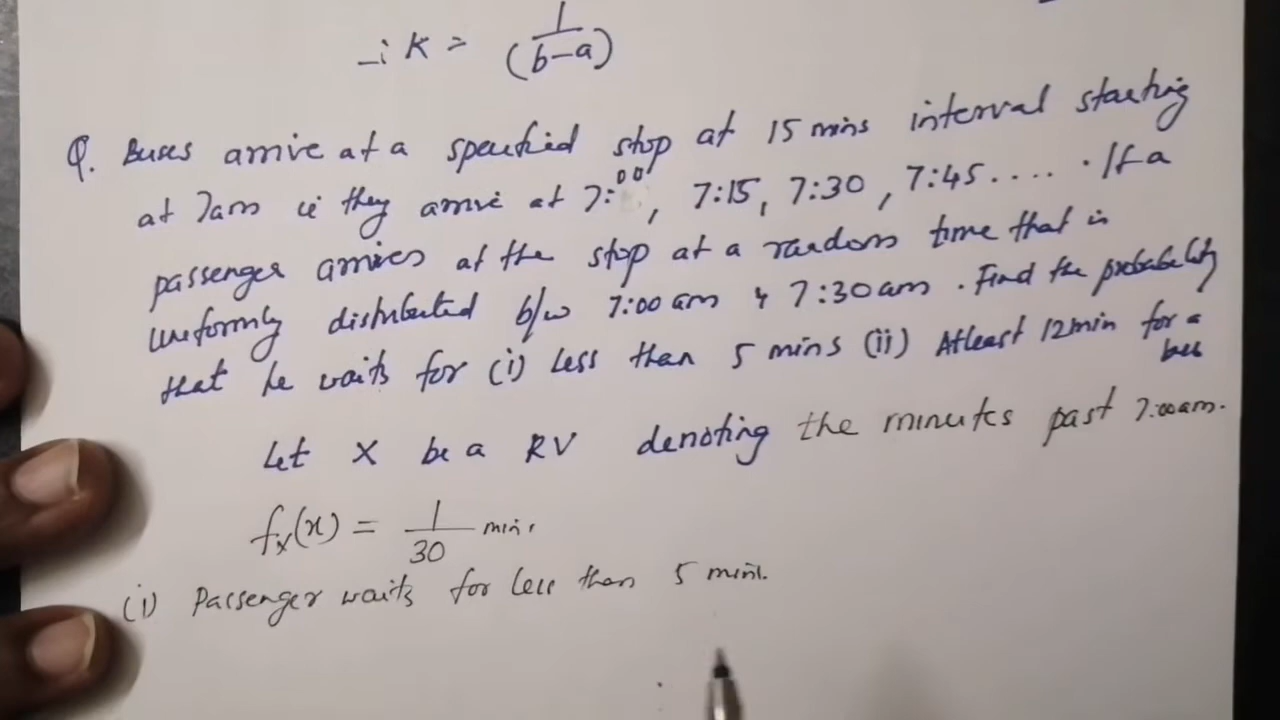 ∴ K = 1/(b-a)
Q. Buses arrive at a specified stop at 15 mins interval starting
at 7am ie they arrive at 7:00, 7:15, 7:30, 7:45.... . If a
passenger arrives at the stop at a random time that is
uniformly distributed b/w 7:00 am & 7:30am. Find the probability
that he waits for (i) less than 5 mins (ii) Atleast 12min for a
bus
Let X be a RV denoting the minutes past 7:00am.
fₓ(x) = 1/30 min.
(i) Passenger waits for less than 5 mins.